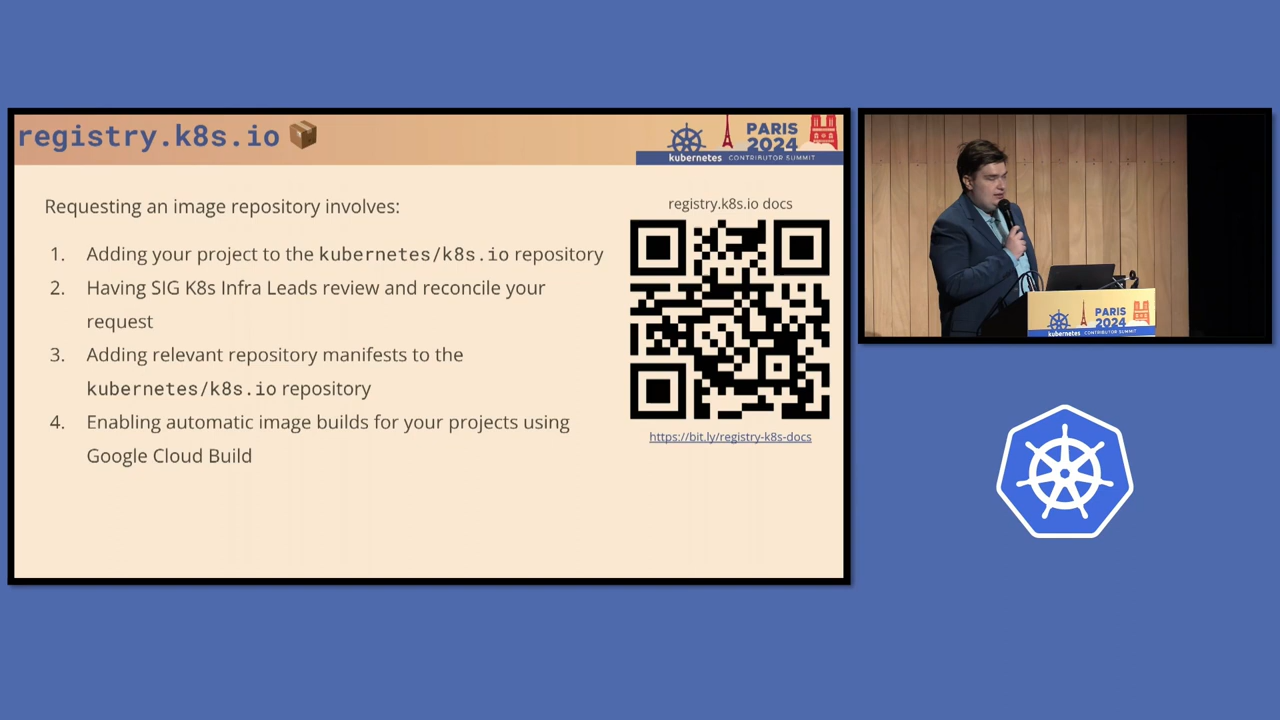 registry.k8s.io
PARIS
2024
kubernetes CONTRIBUTOR SUMMIT
Requesting an image repository involves:
1. Adding your project to the kubernetes/k8s.io repository
2. Having SIG K8s Infra Leads review and reconcile your
request
3. Adding relevant repository manifests to the
kubernetes/k8s.io repository
4. Enabling automatic image builds for your projects using
Google Cloud Build
registry.k8s.io docs
https://bit.ly/registry-k8s-docs
PARIS
2024
kubernetes CONTRIBUTOR SUMMIT